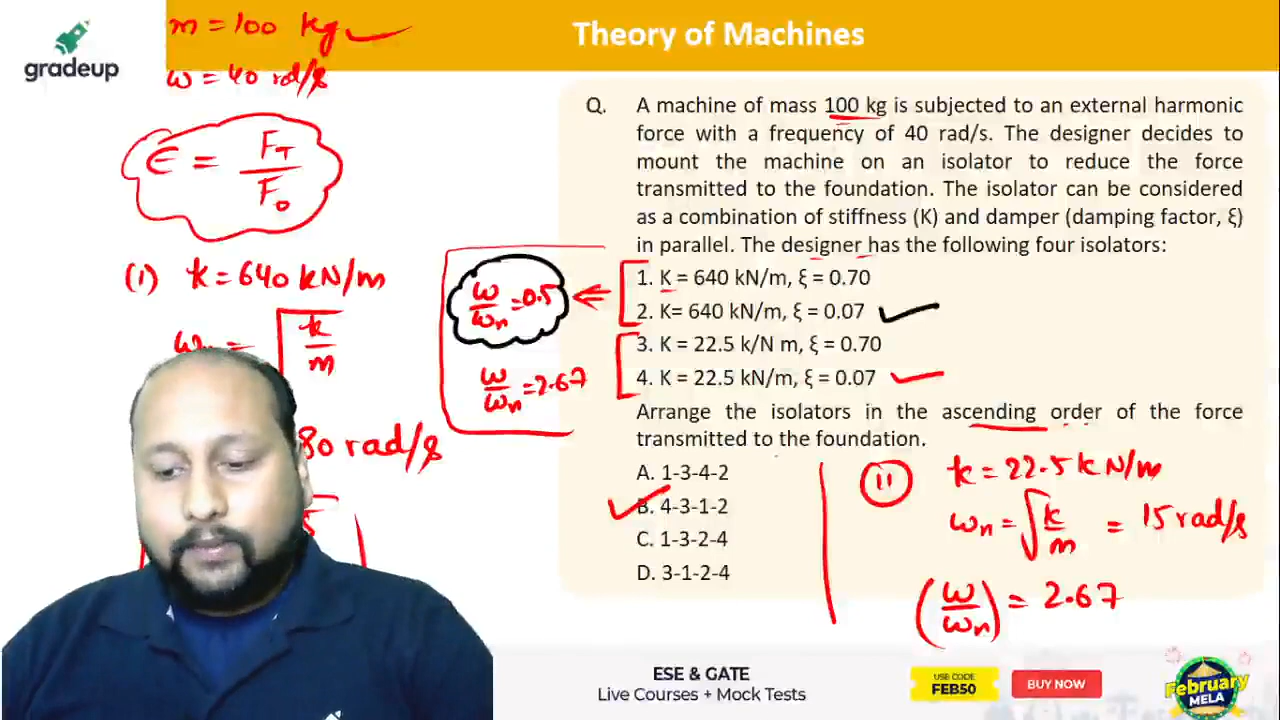 m = 100 kg
gradeup
ω = 40 rad/s
Theory of Machines
∈ = F_T / F_o
(i) k = 640 kN/m
= √(k/m)
80 rad/s
Q. A machine of mass 100 kg is subjected to an external harmonic
force with a frequency of 40 rad/s. The designer decides to
mount the machine on an isolator to reduce the force
transmitted to the foundation. The isolator can be considered
as a combination of stiffness (K) and damper (damping factor, ξ)
in parallel. The designer has the following four isolators:
1. K = 640 kN/m, ξ = 0.70
2. K= 640 kN/m, ξ = 0.07
3. K = 22.5 k/N m, ξ = 0.70
4. K = 22.5 kN/m, ξ = 0.07
ω/ωn = 0.5
ω/ωn = 2.67
Arrange the isolators in the ascending order of the force
transmitted to the foundation.
A. 1-3-4-2
B. 4-3-1-2
C. 1-3-2-4
D. 3-1-2-4
(ii) k = 22.5 kN/m
ωn = √(k/m) = 15 rad/s
(ω/ωn) = 2.67
ESE & GATE
Live Courses + Mock Tests
USE CODE
FEB50
BUY NOW
February
MELA